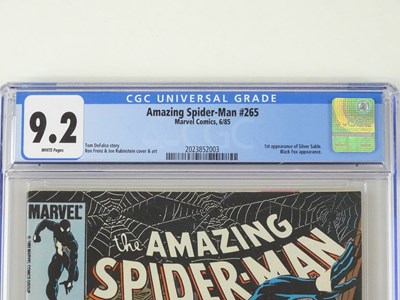 CGC UNIVERSAL GRADE
9.2
WHITE Pages
Amazing Spider-Man #265
Marvel Comics, 6/85
Tom DeFalco story
Ron Frenz & Joe Rubinstein cover & art
1st appearance of Silver Sable.
Black Fox appearance.
2023852003
MARVEL
the AMAZING
SPIDER-MAN